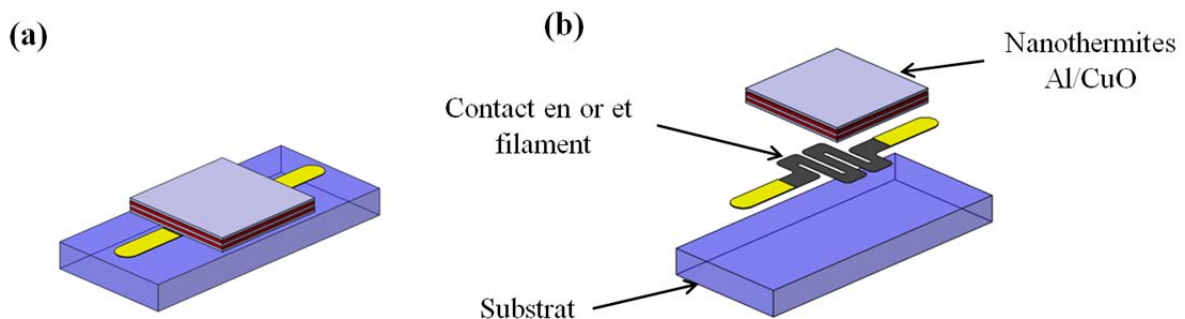 (a)
(b)
Nanothermites
Al/CuO
Contact en or et
filament
Substrat